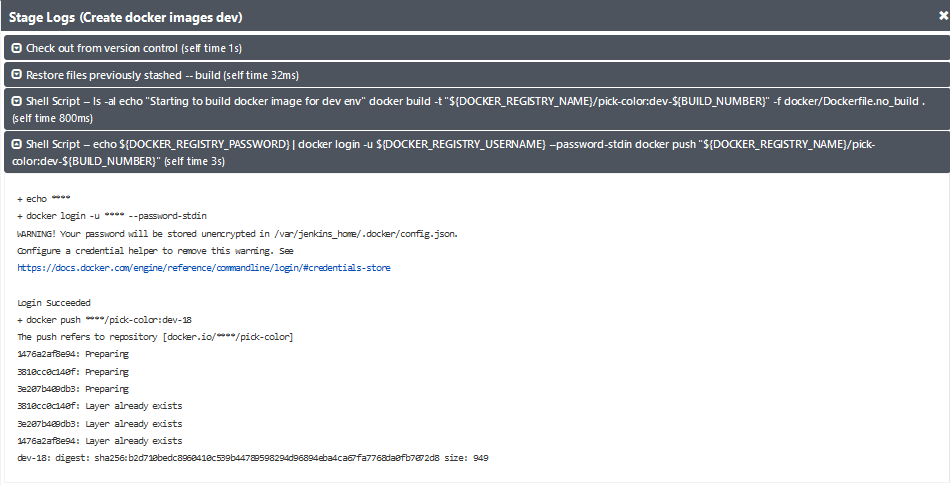 Stage Logs (Create docker images dev)
Check out from version control (self time 1s)
Restore files previously stashed -- build (self time 32ms)
Shell Script -- ls -al echo "Starting to build docker image for dev env" docker build -t "${DOCKER_REGISTRY_NAME}/pick-color:dev-${BUILD_NUMBER}" -f docker/Dockerfile.no_build .
(self time 800ms)
Shell Script -- echo ${DOCKER_REGISTRY_PASSWORD} | docker login -u ${DOCKER_REGISTRY_USERNAME} --password-stdin docker push "${DOCKER_REGISTRY_NAME}/pick-
color:dev-${BUILD_NUMBER}" (self time 3s)
+ echo ****
+ docker login -u **** --password-stdin
WARNING! Your password will be stored unencrypted in /var/jenkins_home/.docker/config.json.
Configure a credential helper to remove this warning. See
https://docs.docker.com/engine/reference/commandline/login/#credentials-store
Login Succeeded
+ docker push ****/pick-color:dev-18
The push refers to repository [docker.io/****/pick-color]
1476a2af8e94: Preparing
3810cc0c140f: Preparing
3e207b409db3: Preparing
3810cc0c140f: Layer already exists
3e207b409db3: Layer already exists
1476a2af8e94: Layer already exists
dev-18: digest: sha256:b2d710bedc8960410c539b44789598294d96894eba4ca67fa7768da0fb7072d8 size: 949